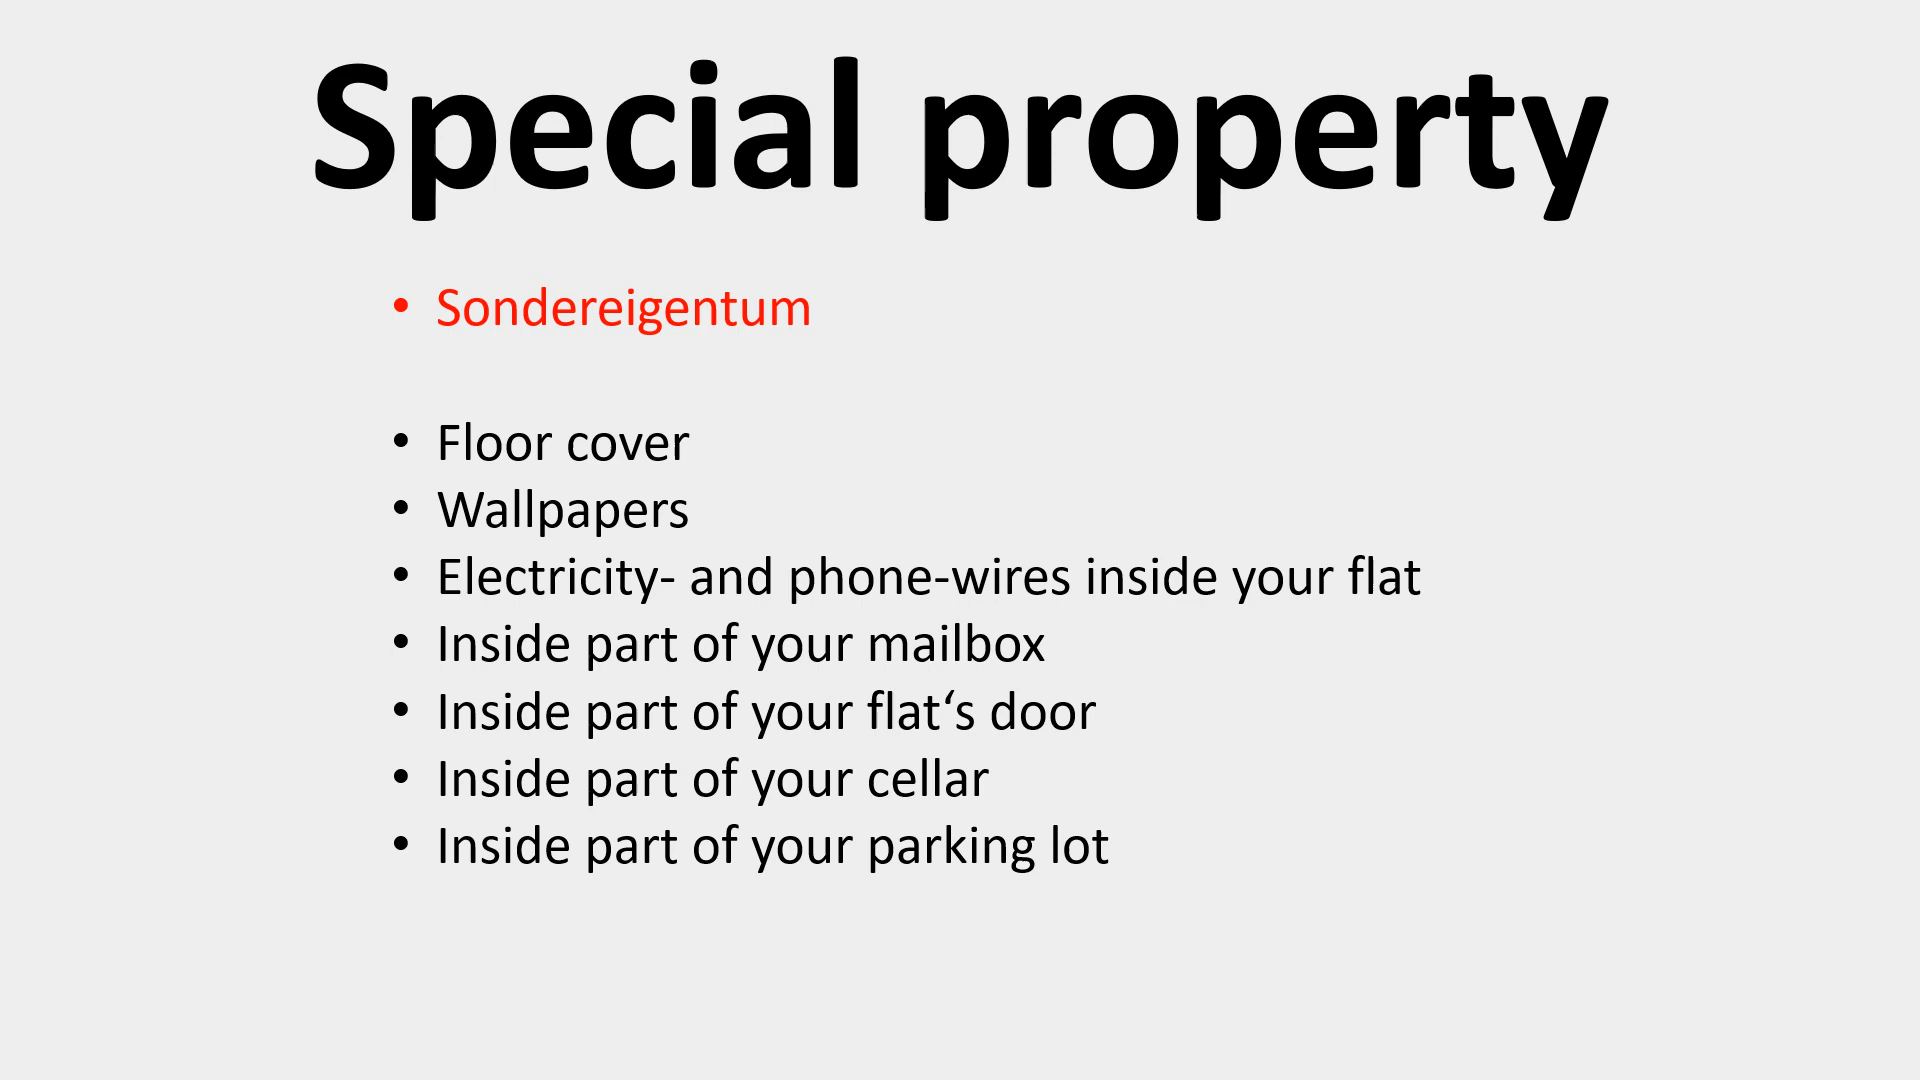 Special property
• Sondereigentum
• Floor cover
• Wallpapers
• Electricity- and phone-wires inside your flat
• Inside part of your mailbox
• Inside part of your flat‘s door
• Inside part of your cellar
• Inside part of your parking lot